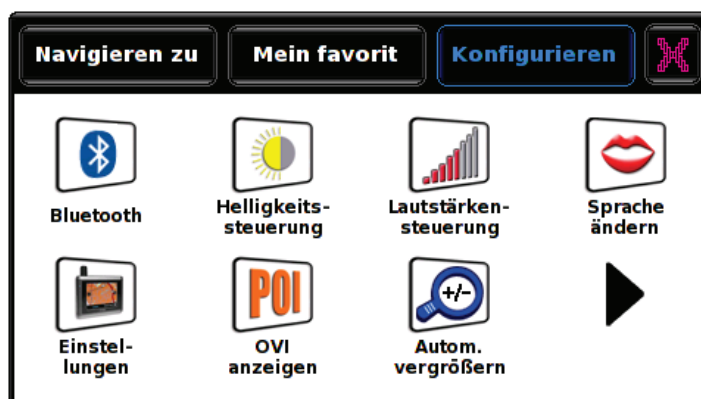 Navigieren zu
Mein favorit
Konfigurieren
Bluetooth
Helligkeits-
steuerung
Lautstärken-
steuerung
Sprache
ändern
POI
+/-
Einstel-
lungen
OVI
anzeigen
Autom.
vergrößern